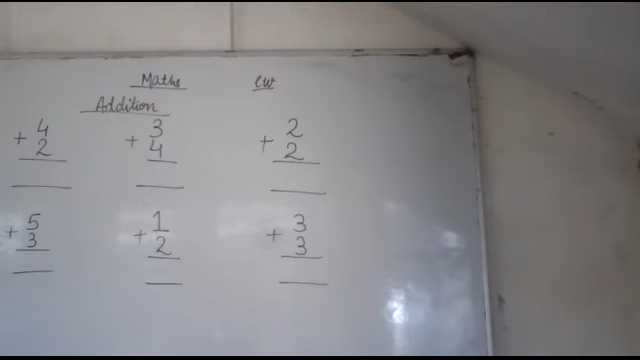 Maths CW
Addition
4 3 2
+ 2 + 4 + 2
5 1 3
+ 3 + 2 + 3